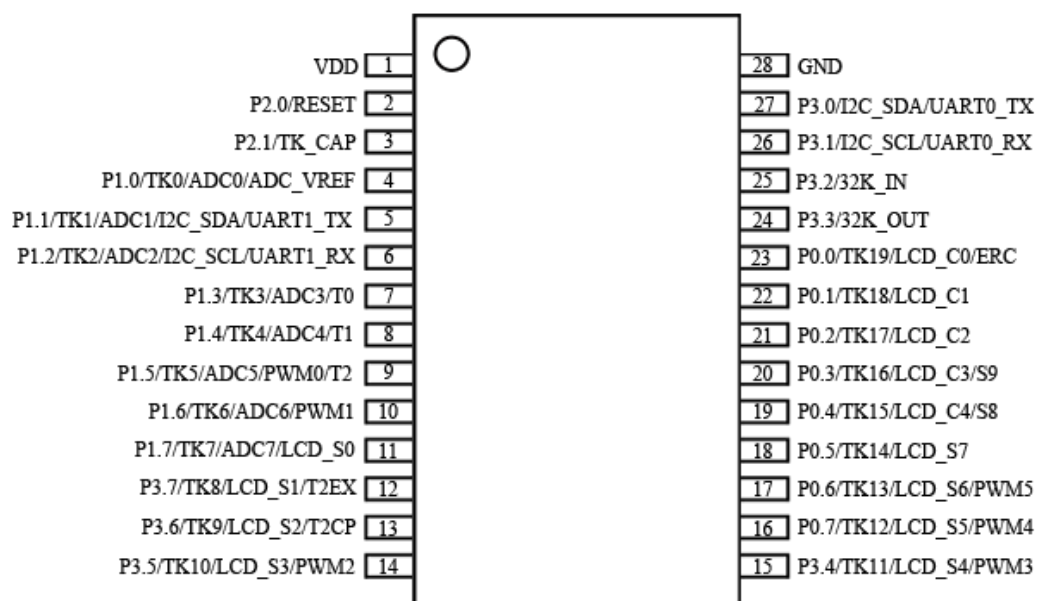 VDD 1 28 GND
P2.0/RESET 2 27 P3.0/I2C_SDA/UART0_TX
P2.1/TK_CAP 3 26 P3.1/I2C_SCL/UART0_RX
P1.0/TK0/ADC0/ADC_VREF 4 25 P3.2/32K_IN
P1.1/TK1/ADC1/I2C_SDA/UART1_TX 5 24 P3.3/32K_OUT
P1.2/TK2/ADC2/I2C_SCL/UART1_RX 6 23 P0.0/TK19/LCD_C0/ERC
P1.3/TK3/ADC3/T0 7 22 P0.1/TK18/LCD_C1
P1.4/TK4/ADC4/T1 8 21 P0.2/TK17/LCD_C2
P1.5/TK5/ADC5/PWM0/T2 9 20 P0.3/TK16/LCD_C3/S9
P1.6/TK6/ADC6/PWM1 10 19 P0.4/TK15/LCD_C4/S8
P1.7/TK7/ADC7/LCD_S0 11 18 P0.5/TK14/LCD_S7
P3.7/TK8/LCD_S1/T2EX 12 17 P0.6/TK13/LCD_S6/PWM5
P3.6/TK9/LCD_S2/T2CP 13 16 P0.7/TK12/LCD_S5/PWM4
P3.5/TK10/LCD_S3/PWM2 14 15 P3.4/TK11/LCD_S4/PWM3